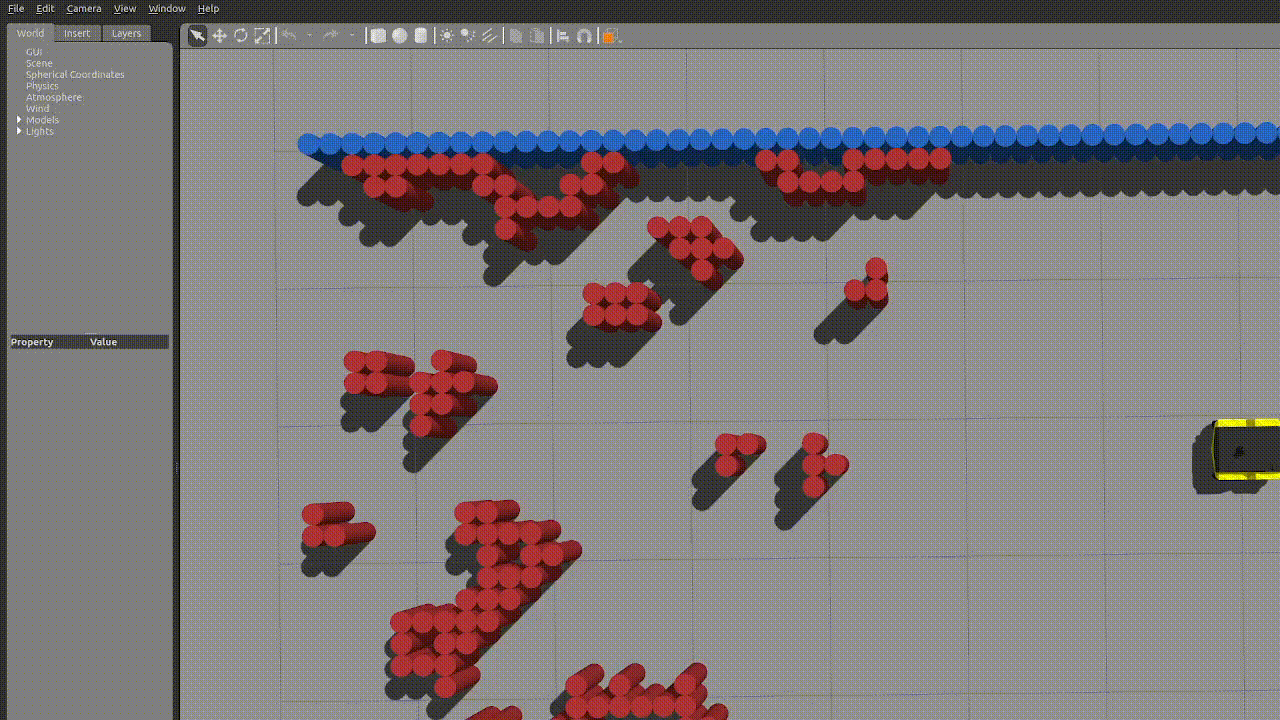 File Edit Camera View Window Help
World Insert Layers
GUI
Scene
Spherical Coordinates
Physics
Atmosphere
Wind
Models
Lights
Property Value